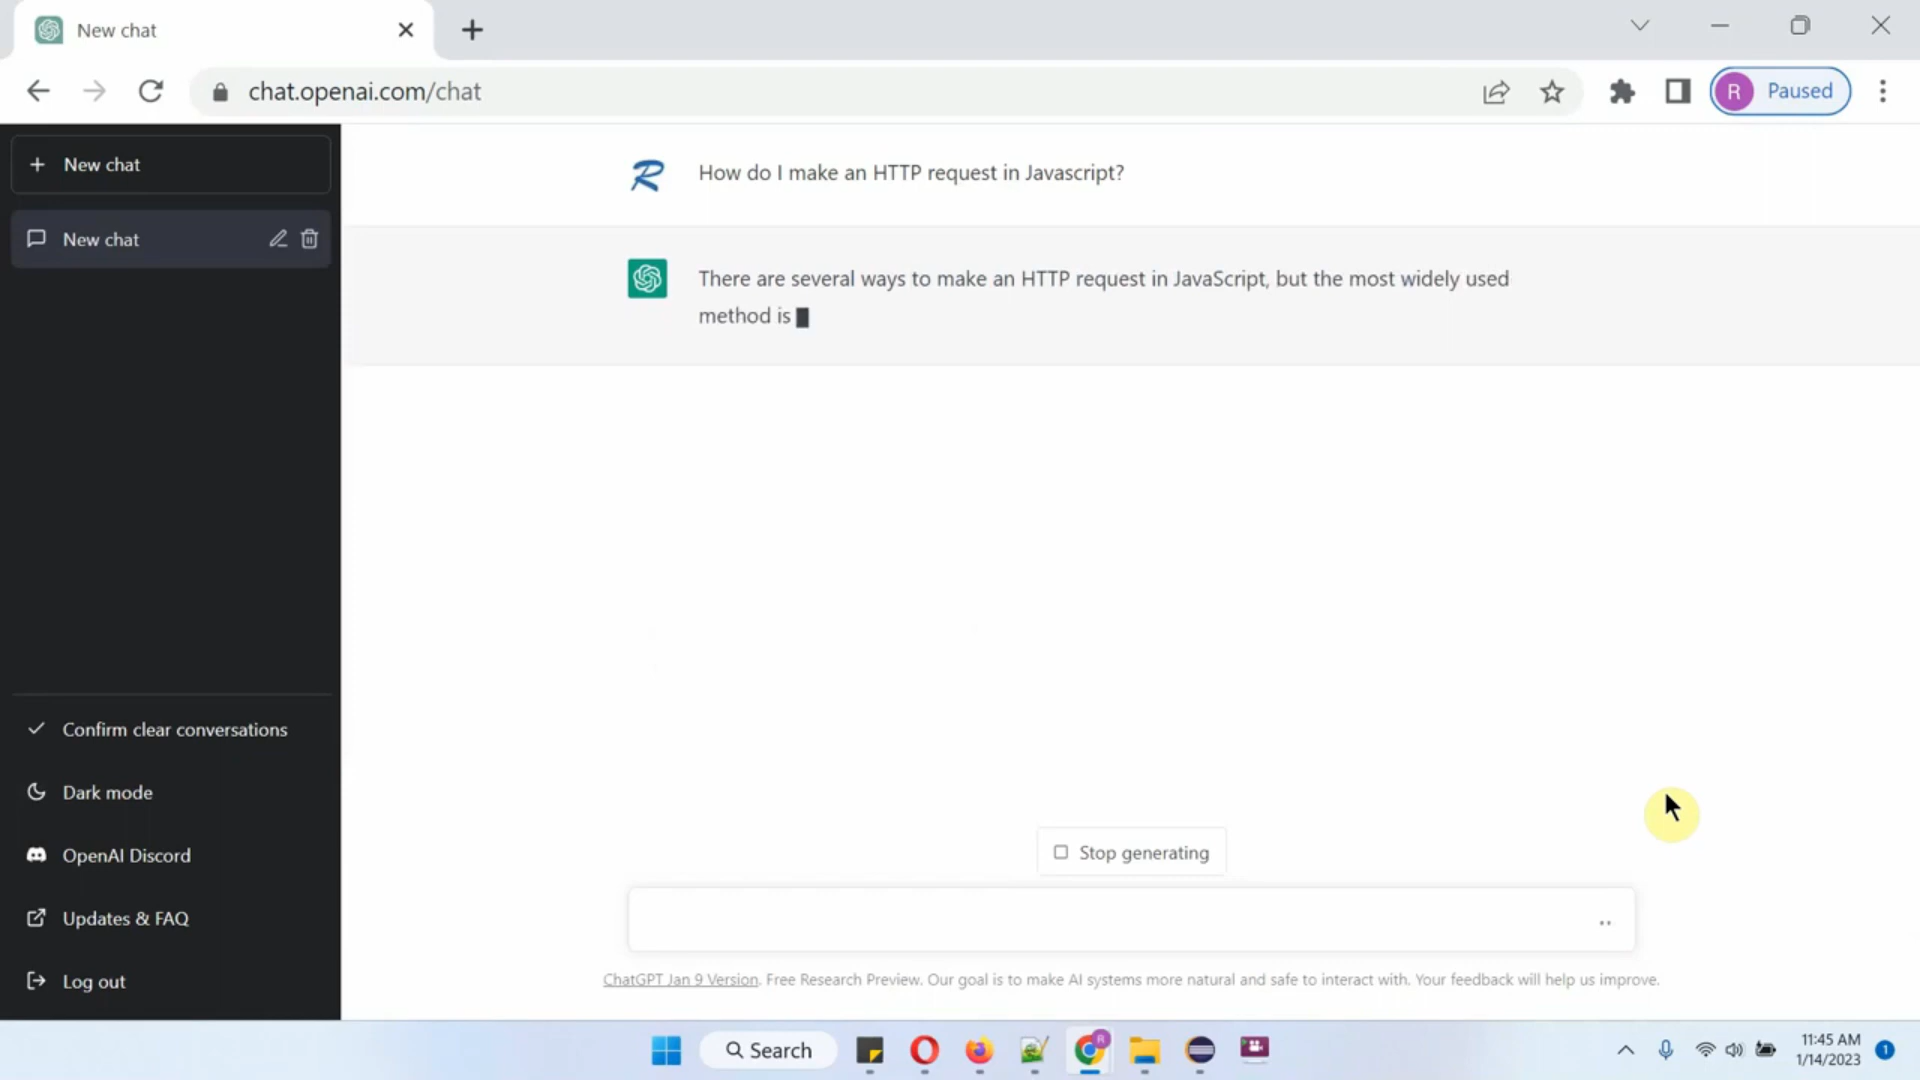 New chat
chat.openai.com/chat
R
Paused
New chat
New chat
How do I make an HTTP request in Javascript?
There are several ways to make an HTTP request in JavaScript, but the most widely used
method is
Confirm clear conversations
Dark mode
OpenAI Discord
Updates & FAQ
Log out
Stop generating
ChatGPT Jan 9 Version. Free Research Preview. Our goal is to make AI systems more natural and safe to interact with. Your feedback will help us improve.
Search
R
11:45 AM
1/14/2023
1